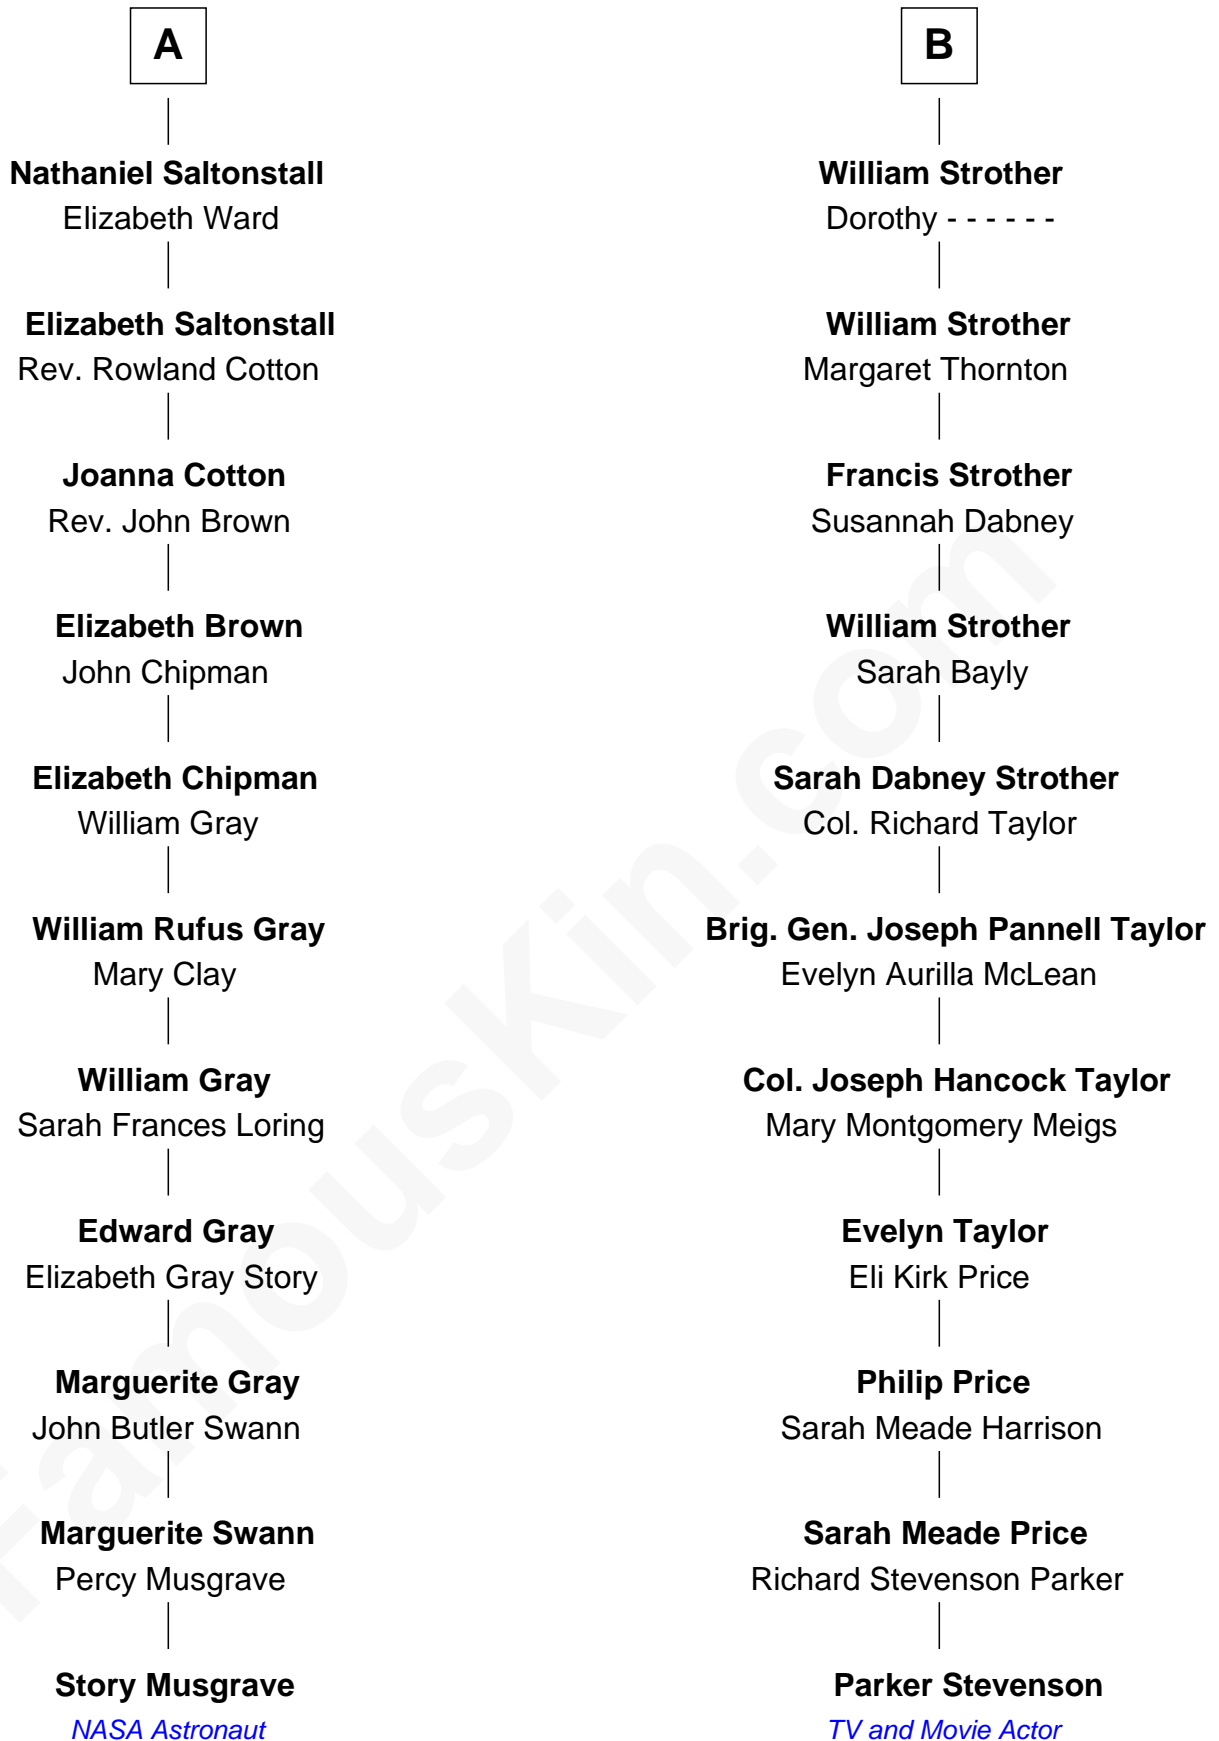 A
Nathaniel Saltonstall
Elizabeth Ward
Elizabeth Saltonstall
Rev. Rowland Cotton
Joanna Cotton
Rev. John Brown
Elizabeth Brown
John Chipman
Elizabeth Chipman
William Gray
William Rufus Gray
Mary Clay
William Gray
Sarah Frances Loring
Edward Gray
Elizabeth Gray Story
Marguerite Gray
John Butler Swann
Marguerite Swann
Percy Musgrave
Story Musgrave
NASA Astronaut
B
William Strother
Dorothy - - - - - -
William Strother
Margaret Thornton
Francis Strother
Susannah Dabney
William Strother
Sarah Bayly
Sarah Dabney Strother
Col. Richard Taylor
Brig. Gen. Joseph Pannell Taylor
Evelyn Aurilla McLean
Col. Joseph Hancock Taylor
Mary Montgomery Meigs
Evelyn Taylor
Eli Kirk Price
Philip Price
Sarah Meade Harrison
Sarah Meade Price
Richard Stevenson Parker
Parker Stevenson
TV and Movie Actor
FamousKin.com